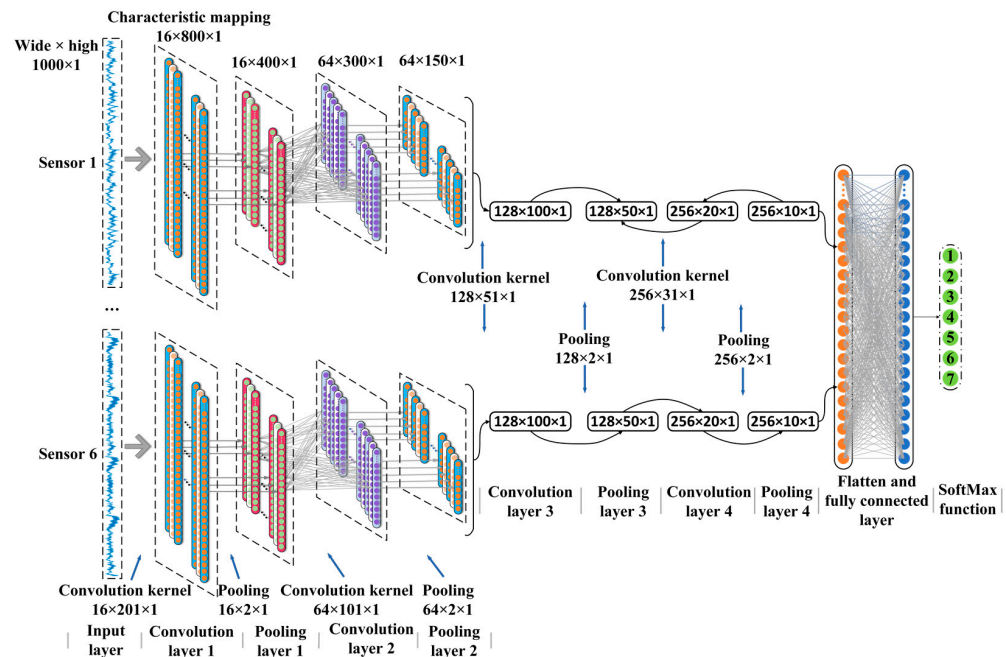 Characteristic mapping
16×800×1
Wide × high
1000×1
16×400×1
64×300×1
64×150×1
Sensor 1
128×100×1
128×50×1
256×20×1
256×10×1
Convolution kernel
128×51×1
Convolution kernel
256×31×1
Pooling
128×2×1
Pooling
256×2×1
1
2
3
4
5
6
7
...
Sensor 6
128×100×1
128×50×1
256×20×1
256×10×1
Convolution
layer 3
Pooling
layer 3
Convolution
layer 4
Pooling
layer 4
Flatten and
fully connected
layer
SoftMax
function
Convolution kernel
16×201×1
Pooling
16×2×1
Convolution kernel
64×101×1
Pooling
64×2×1
Input
layer
Convolution
layer 1
Pooling
layer 1
Convolution
layer 2
Pooling
layer 2